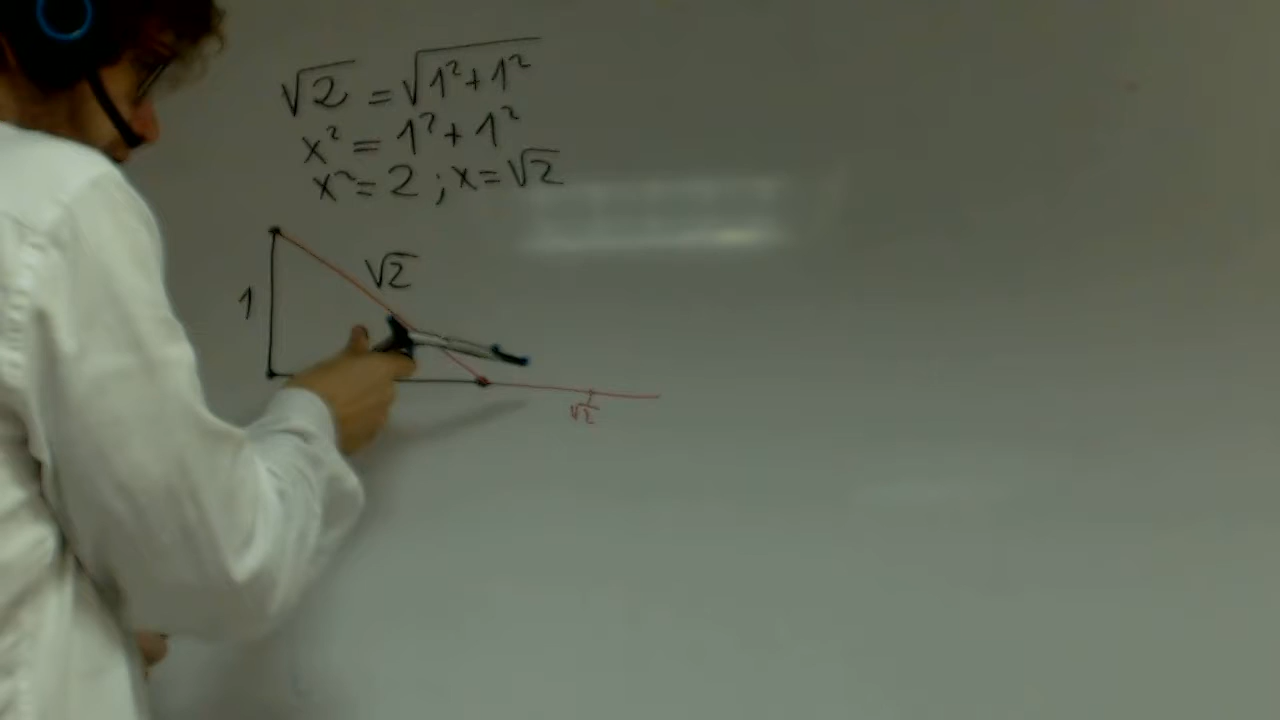 √2 = √1²+1²
x² = 1²+1²
x² = 2 ; x = √2
√2
1
√2